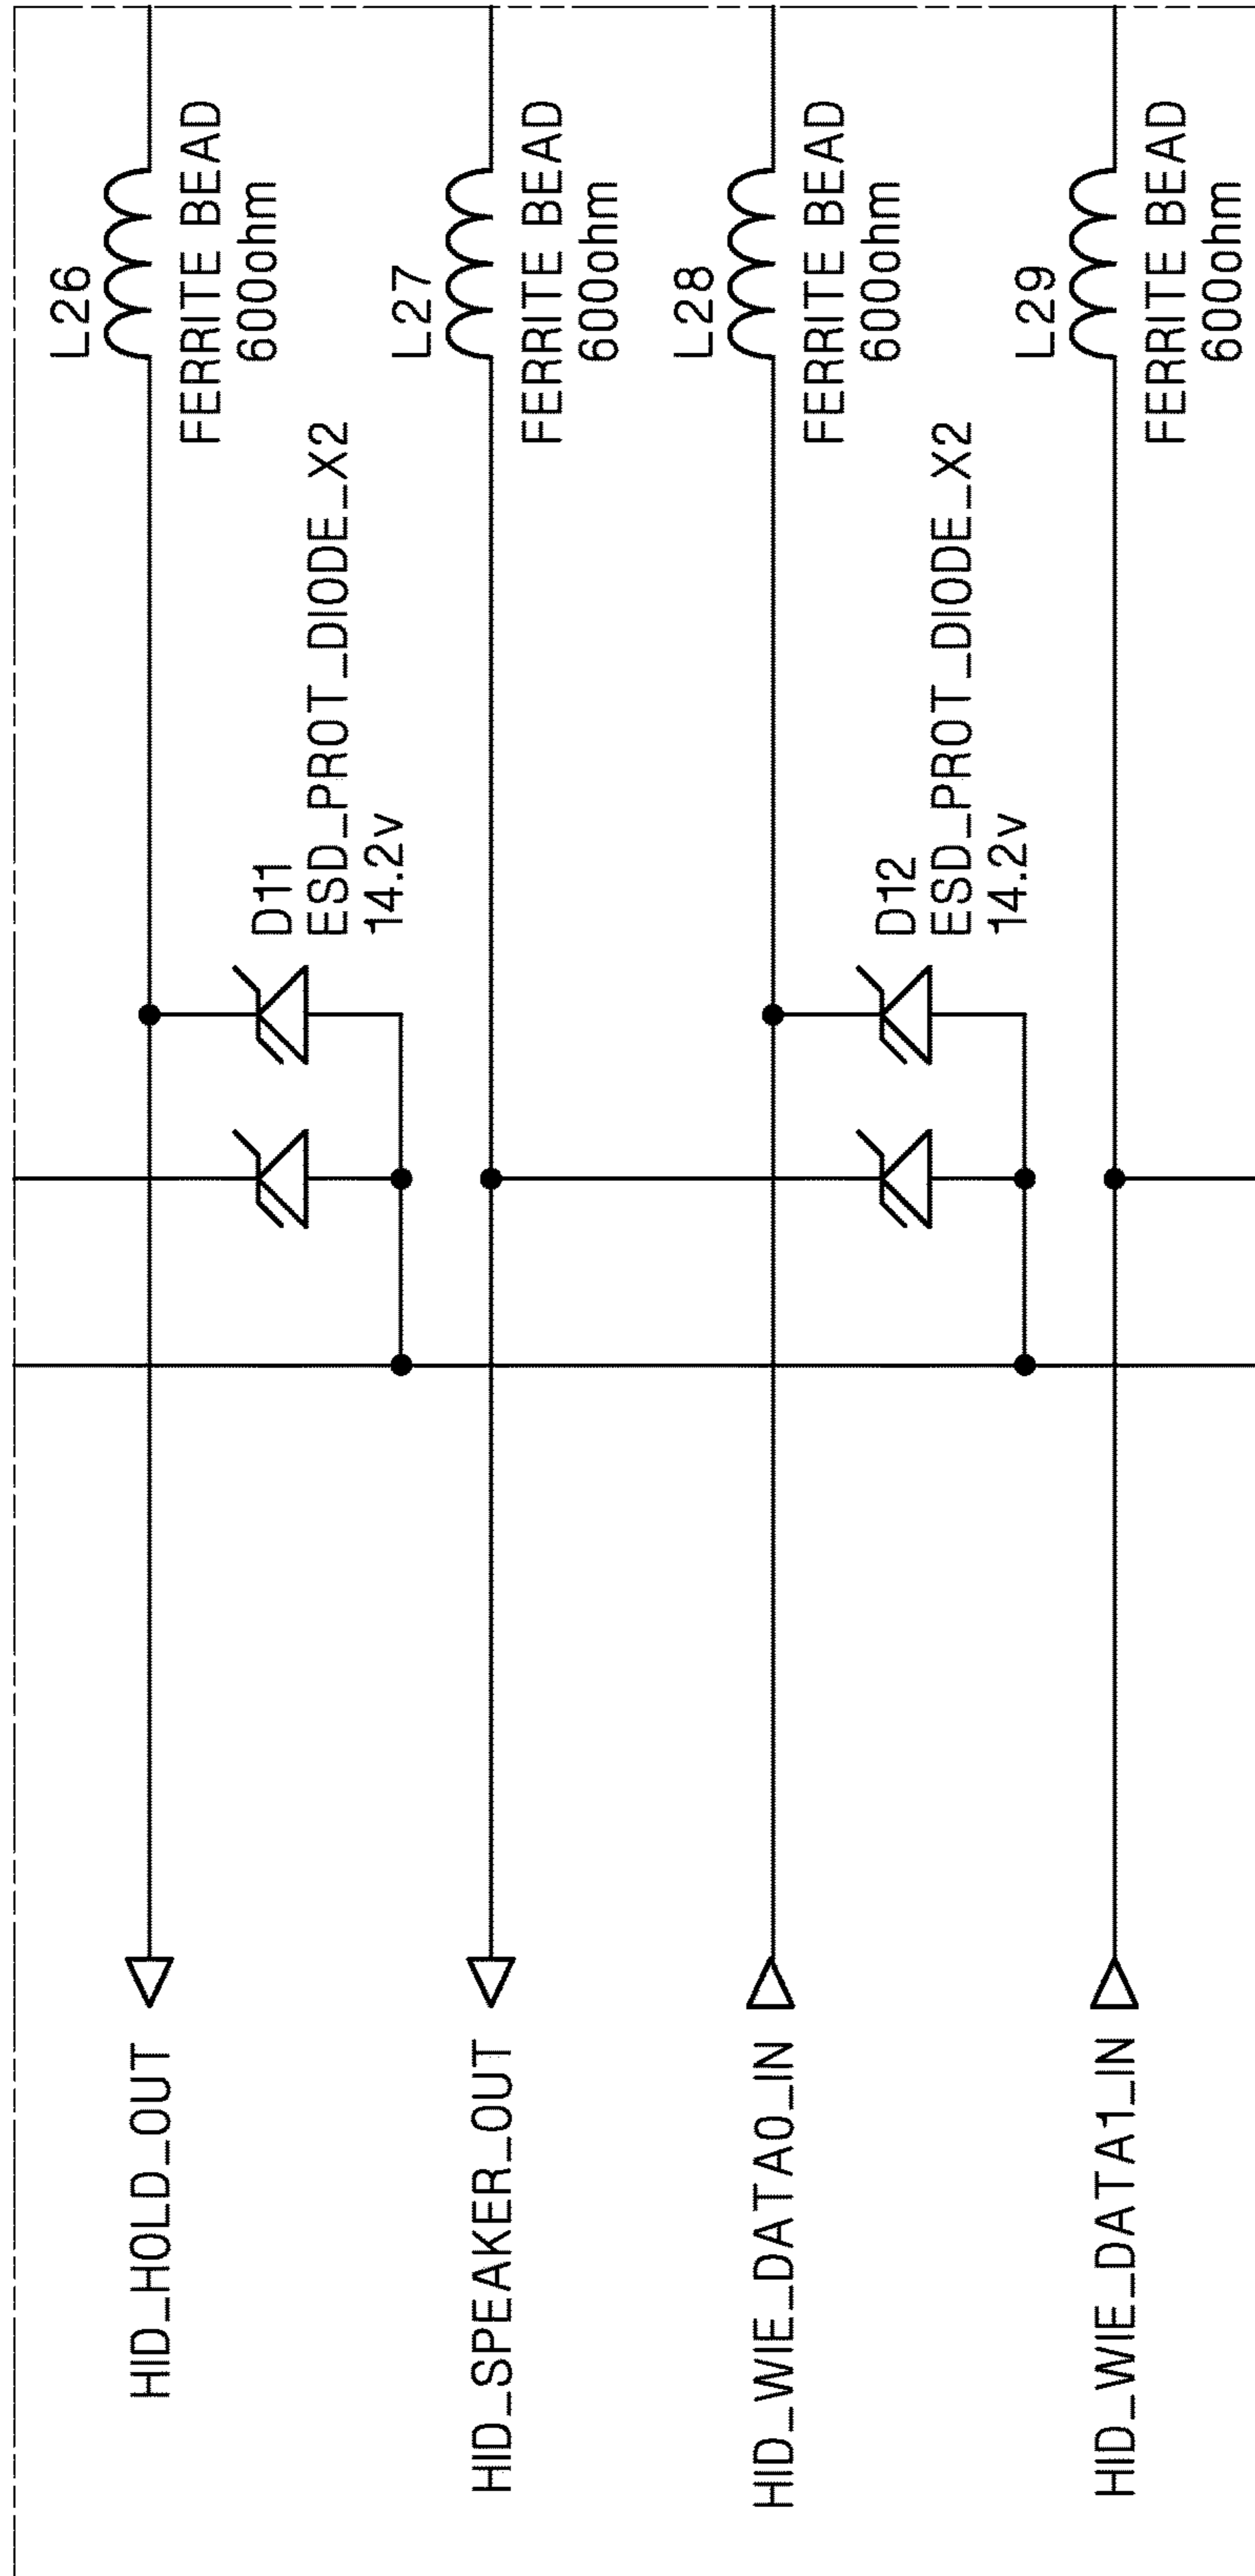 L26
FERRITE BEAD
600ohm
D11
ESD_PROT_DIODE_X2
14.2v
HID_HOLD_OUT
L27
FERRITE BEAD
600ohm
HID_SPEAKER_OUT
L28
FERRITE BEAD
600ohm
D12
ESD_PROT_DIODE_X2
14.2v
HID_WIE_DATA0_IN
L29
FERRITE BEAD
600ohm
HID_WIE_DATA1_IN